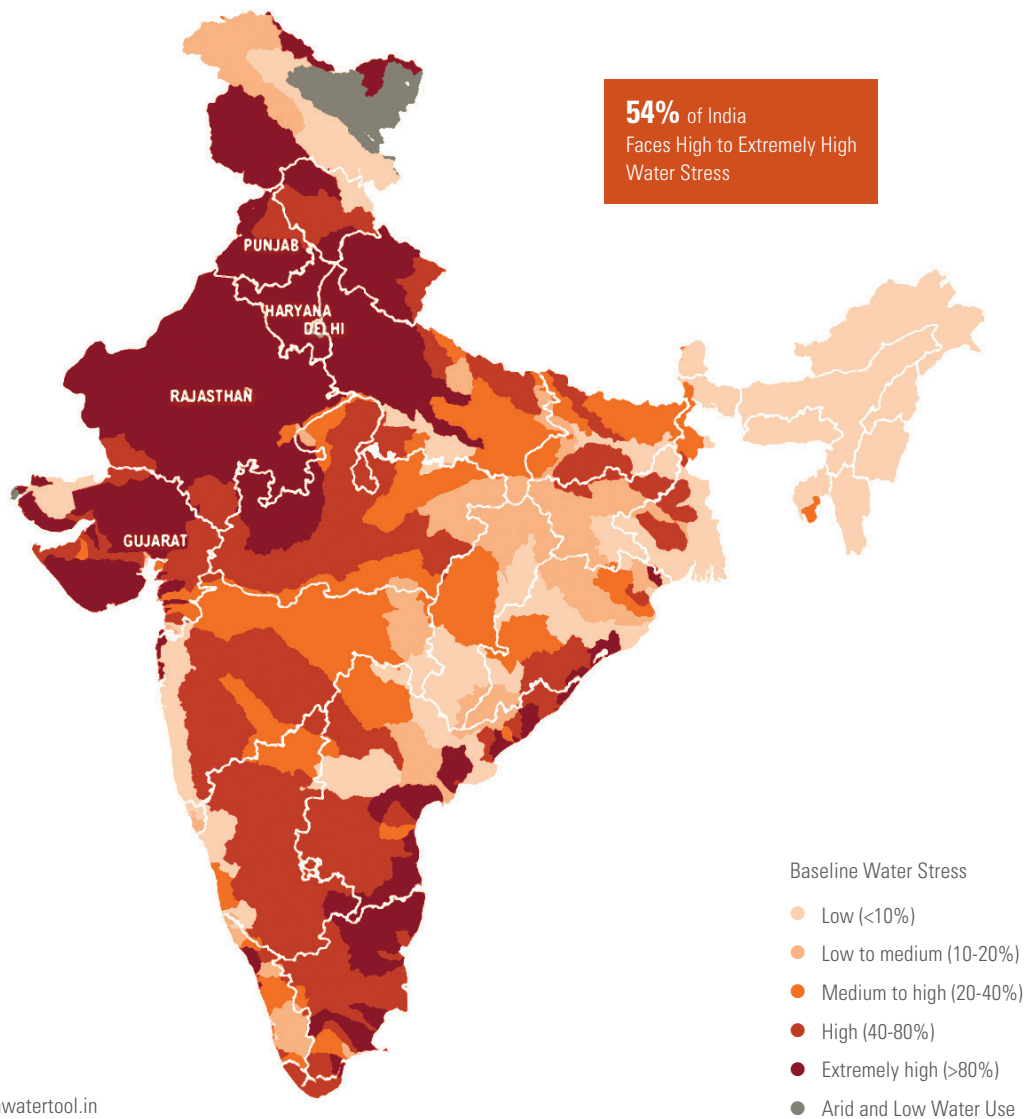 54% of India
Faces High to Extremely High
Water Stress
PUNJAB
HARYANA
DELHI
RAJASTHAN
GUJARAT
Baseline Water Stress
Low (<10%)
Low to medium (10-20%)
Medium to high (20-40%)
High (40-80%)
Extremely high (>80%)
Arid and Low Water Use
watertool.in